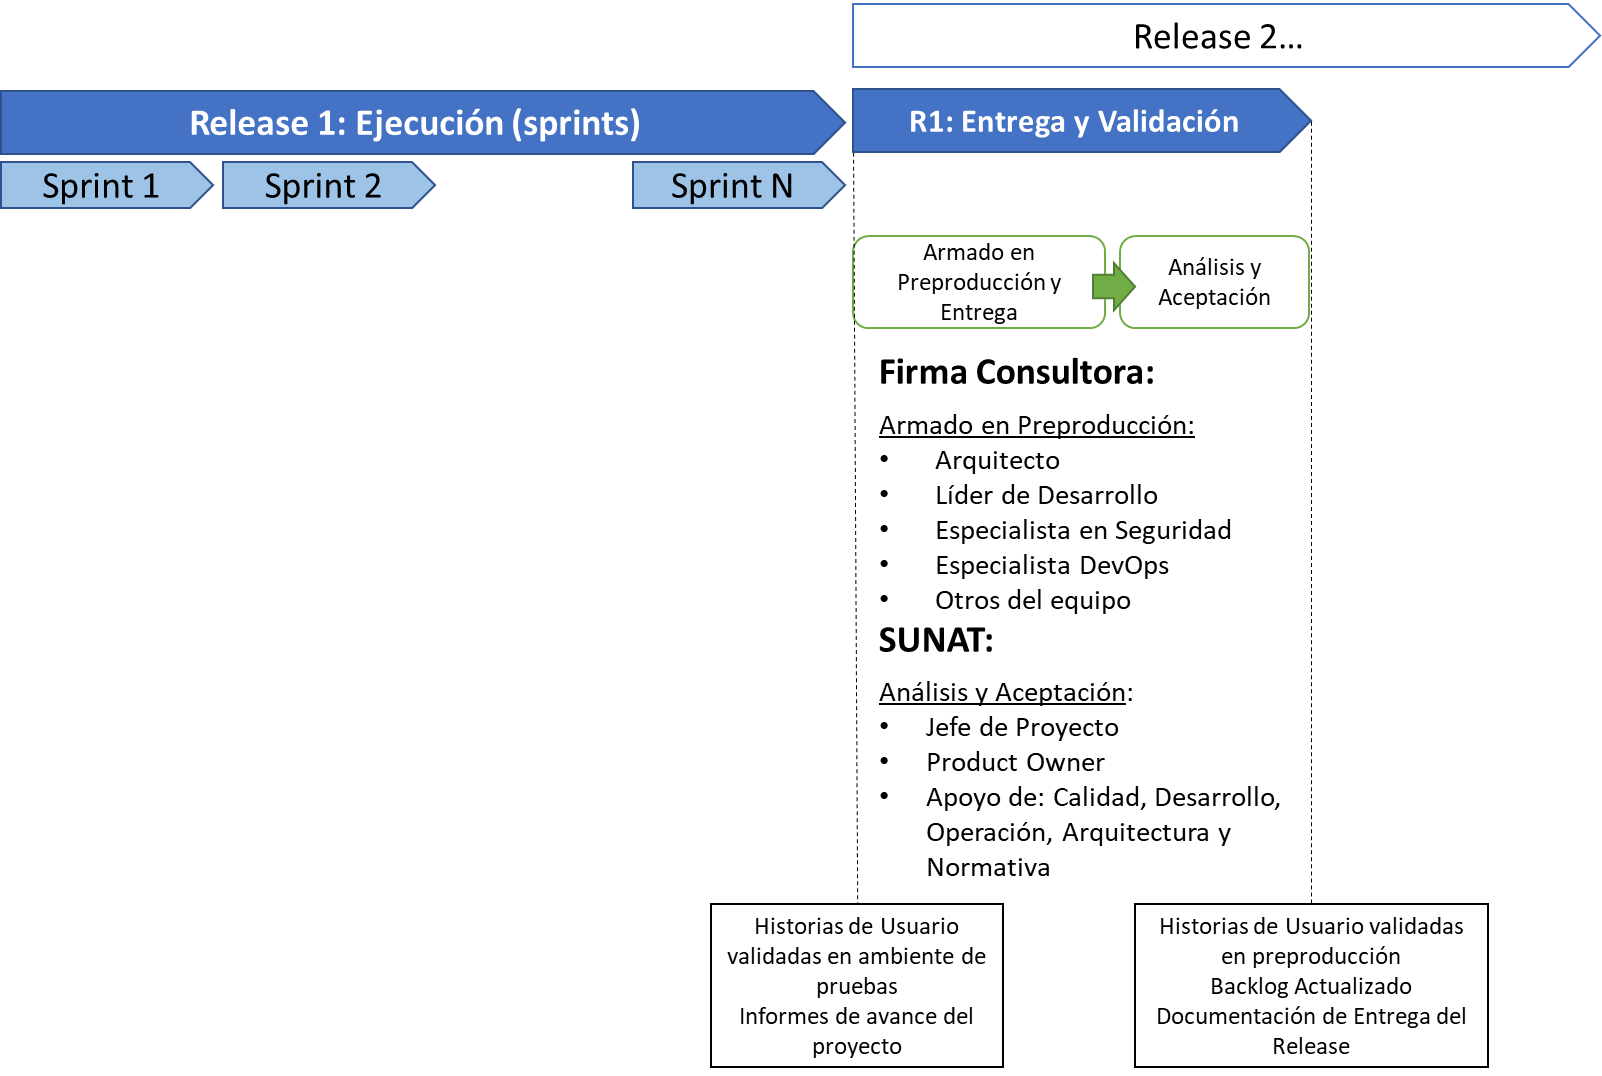 Release 2...
Release 1: Ejecución (sprints)
R1: Entrega y Validación
Sprint 1
Sprint 2
Sprint N
Armado en
Preproducción y
Entrega
Análisis y
Aceptación
Firma Consultora:
Armado en Preproducción:
• Arquitecto
• Líder de Desarrollo
• Especialista en Seguridad
• Especialista DevOps
• Otros del equipo
SUNAT:
Análisis y Aceptación:
• Jefe de Proyecto
• Product Owner
• Apoyo de: Calidad, Desarrollo,
Operación, Arquitectura y
Normativa
Historias de Usuario
validadas en ambiente de
pruebas
Informes de avance del
proyecto
Historias de Usuario validadas
en preproducción
Backlog Actualizado
Documentación de Entrega del
Release